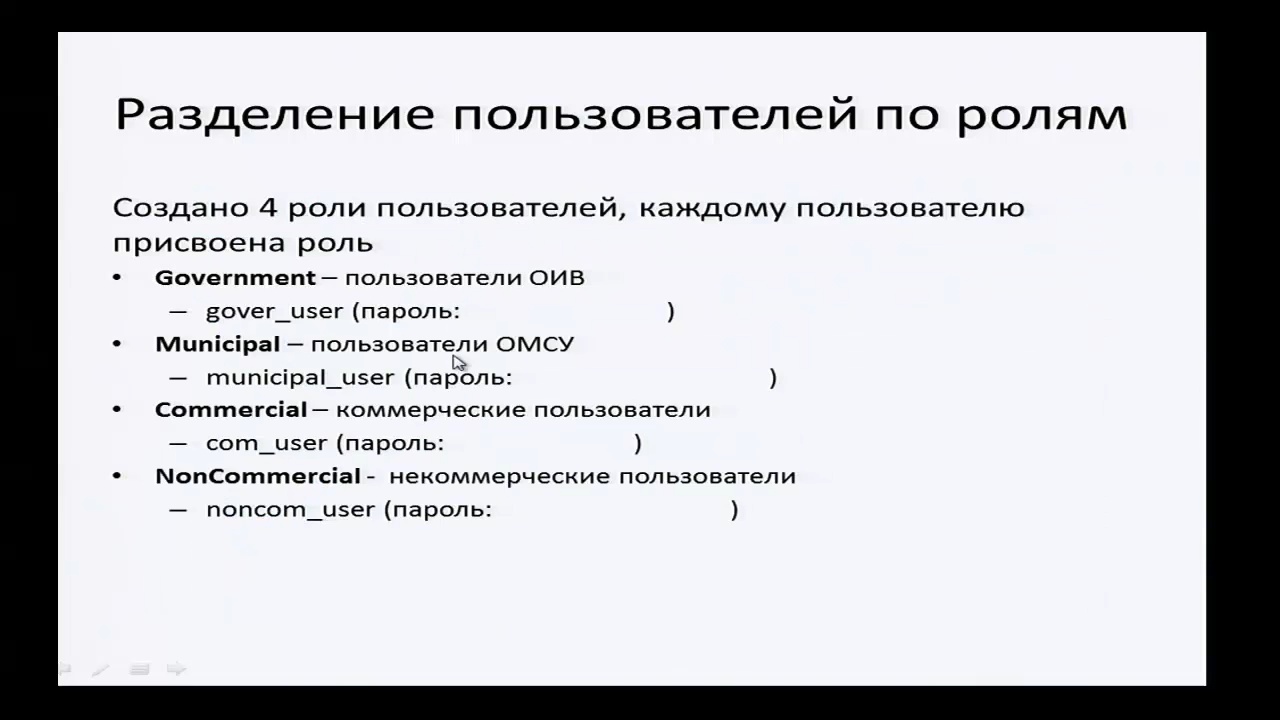 Разделение пользователей по ролям
Создано 4 роли пользователей, каждому пользователю
присвоена роль
• Government – пользователи ОИВ
– gover_user (пароль: )
• Municipal – пользователи ОМСУ
– municipal_user (пароль: )
• Commercial – коммерческие пользователи
– com_user (пароль: )
• NonCommercial - некоммерческие пользователи
– noncom_user (пароль: )